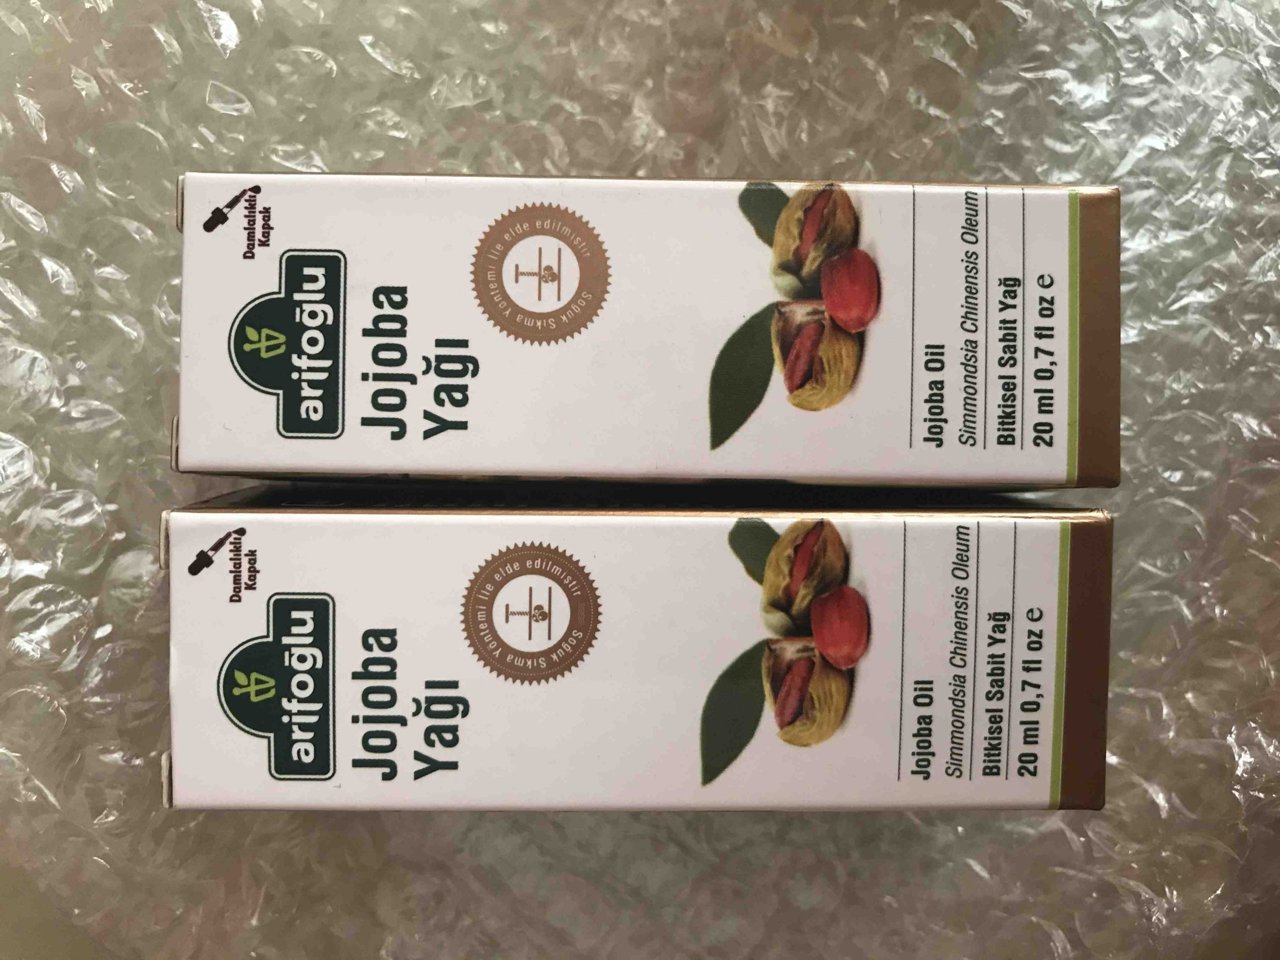 Damlalıklı
Kapak
arifoğlu
Jojoba
Yağı
Soğuk Sıkma Yöntemi ile elde edilmiştir
Jojoba Oil
Simmondsia Chinensis Oleum
Bitkisel Sabit Yağ
20 ml 0,7 fl oz e
Damlalıklı
Kapak
arifoğlu
Jojoba
Yağı
Soğuk Sıkma Yöntemi ile elde edilmiştir
Jojoba Oil
Simmondsia Chinensis Oleum
Bitkisel Sabit Yağ
20 ml 0,7 fl oz e